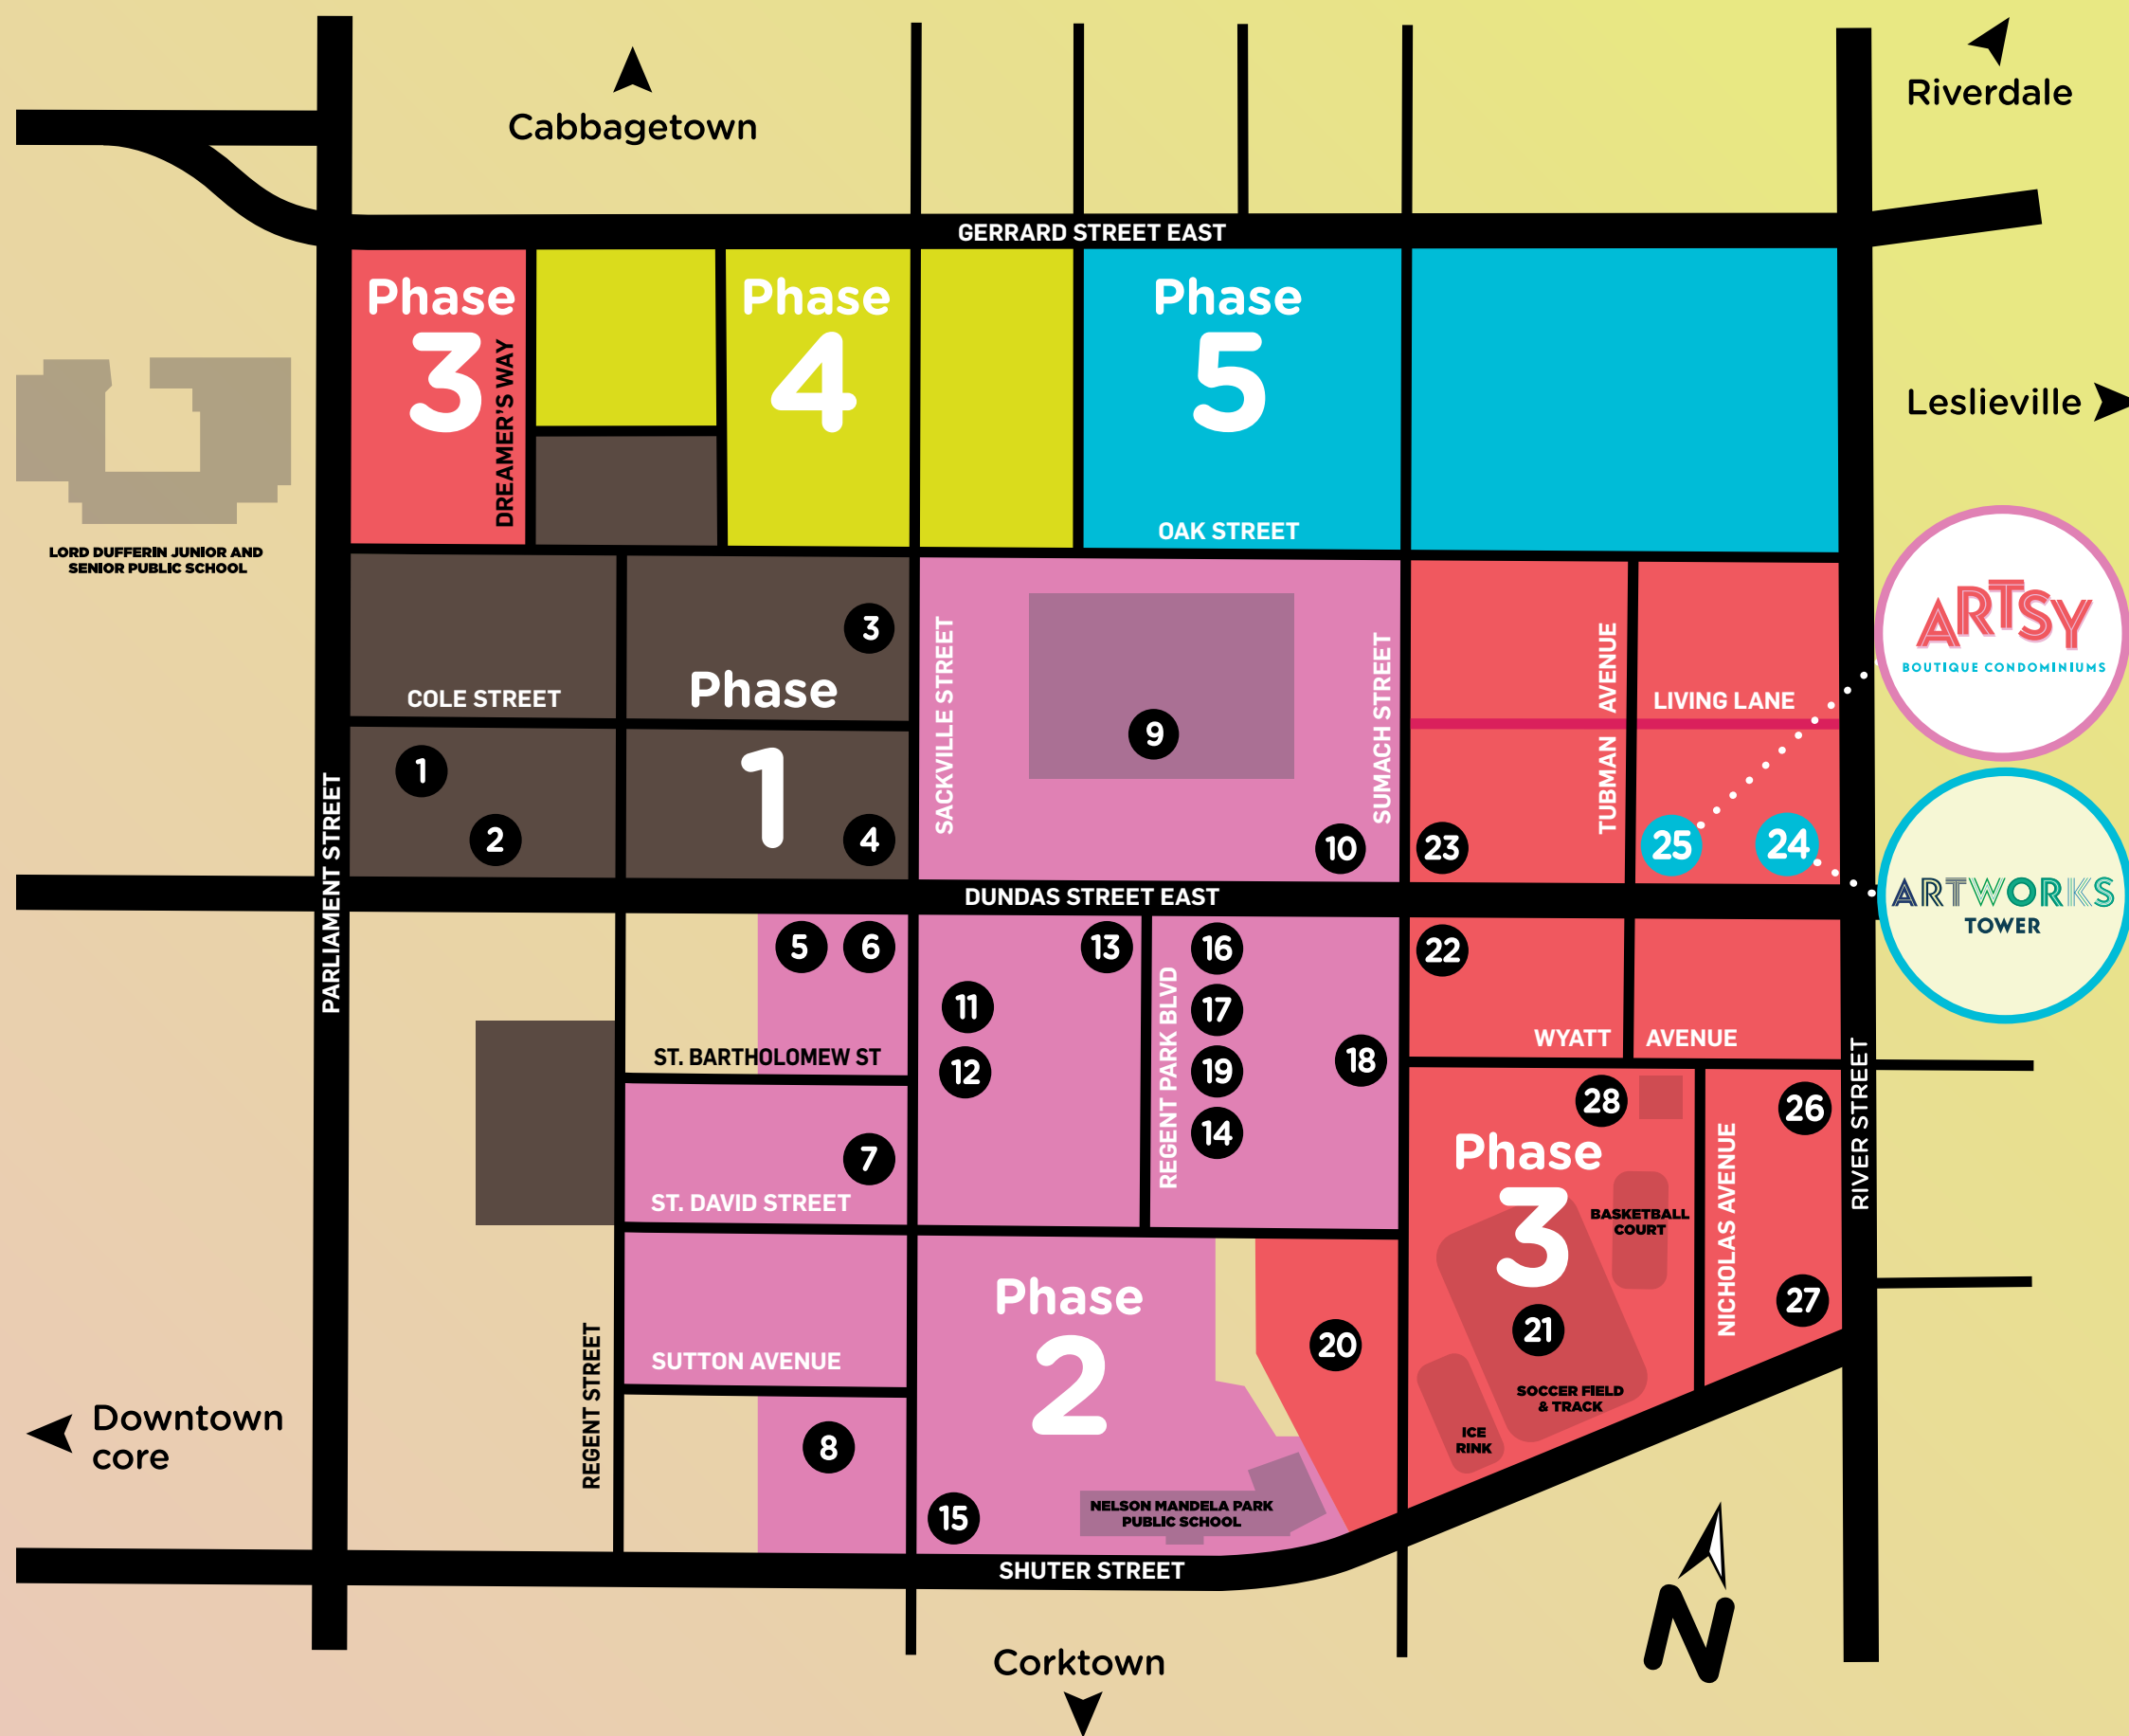 Riverdale
Cabbagetown
GERRARD STREET EAST
Phase
3
DREAMER'S WAY
Phase
4
Phase
5
OAK STREET
Leslieville
LORD DUFFERIN JUNIOR AND
SENIOR PUBLIC SCHOOL
ARTSY
BOUTIQUE CONDOMINIUMS
3
COLE STREET
Phase
1
1
2
4
SACKVILLE STREET
9
10
SUMACH STREET
TUBMAN AVENUE
LIVING LANE
23
25
24
PARLIAMENT STREET
DUNDAS STREET EAST
ARTWORKS
TOWER
5
6
13
16
22
11
17
ST. BARTHOLOMEW ST
12
REGENT PARK BLVD
19
18
14
WYATT AVENUE
28
26
RIVER STREET
7
ST. DAVID STREET
Phase
3
BASKETBALL
COURT
NICHOLAS AVENUE
27
21
SOCCER FIELD
& TRACK
ICE
RINK
Phase
2
20
SUTTON AVENUE
REGENT STREET
8
15
NELSON MANDELA PARK
PUBLIC SCHOOL
Downtown
core
SHUTER STREET
Corktown
N